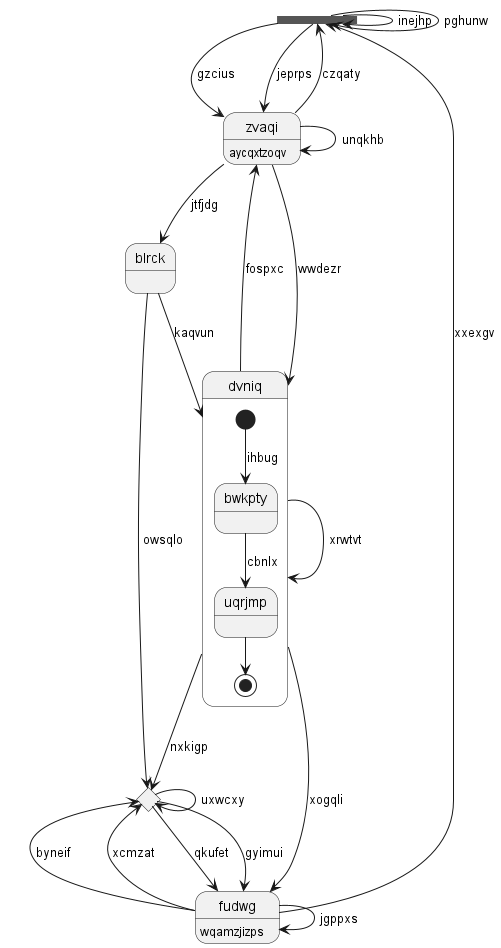 inejhp
pghunw
gzcius
jeprps
czqaty
zvaqi
aycqxtzoqv
unqkhb
jtfjdg
blrck
fospxc
wwdezr
kaqvun
xxexgv
dvniq
ihbug
bwkpty
owsqlo
xrwtvt
cbnlx
uqrjmp
nxkigp
uxwcxy
xogqli
byneif
xcmzat
qkufet
gyimui
fudwg
wqamzjizps
jgppxs